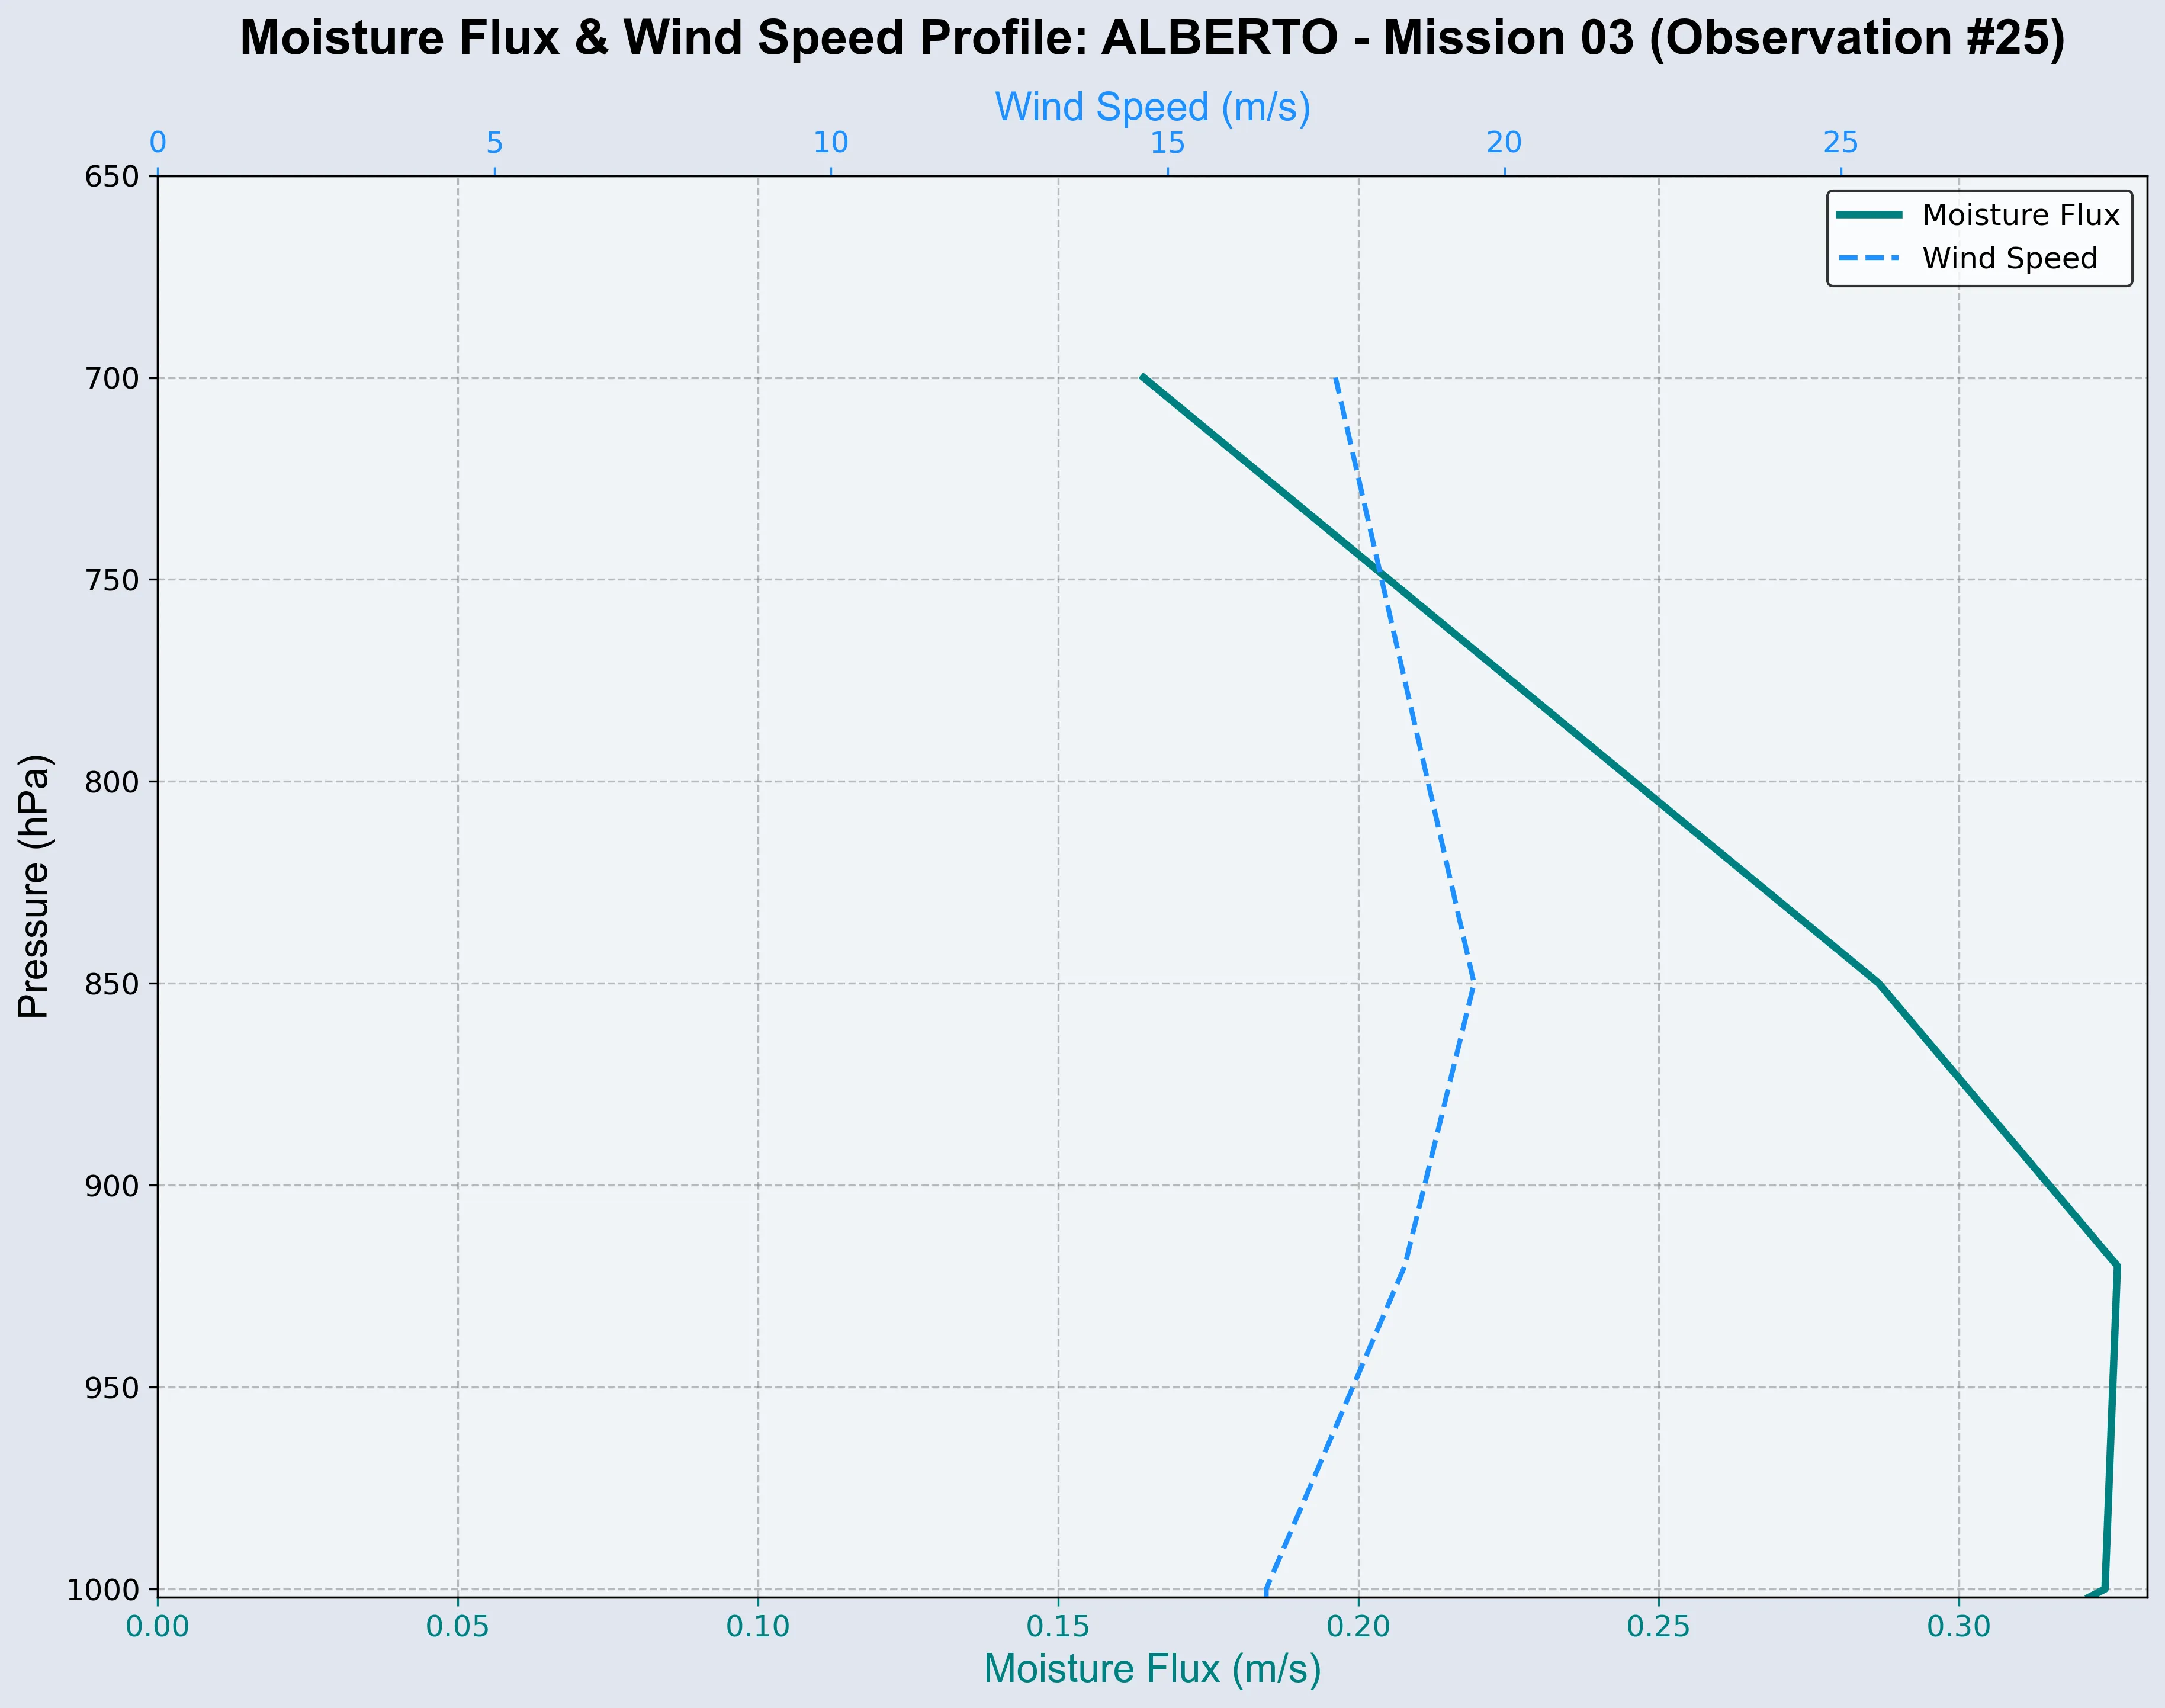 Moisture Flux & Wind Speed Profile: ALBERTO - Mission 03 (Observation #25)
Wind Speed (m/s)
0 5 10 15 20 25
Moisture Flux
Wind Speed
Pressure (hPa)
650
700
750
800
850
900
950
1000
0.00 0.05 0.10 0.15 0.20 0.25 0.30
Moisture Flux (m/s)